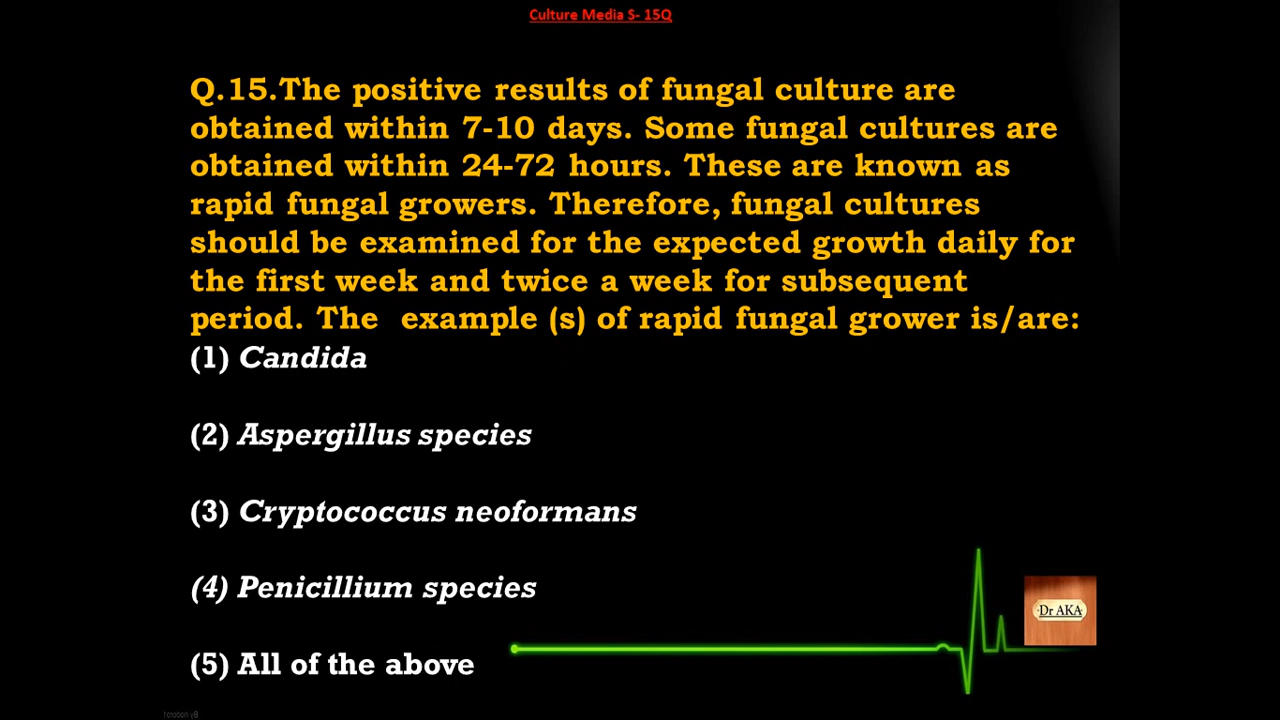 Culture Media S- 15Q
Q.15.The positive results of fungal culture are
obtained within 7-10 days. Some fungal cultures are
obtained within 24-72 hours. These are known as
rapid fungal growers. Therefore, fungal cultures
should be examined for the expected growth daily for
the first week and twice a week for subsequent
period. The example (s) of rapid fungal grower is/are:
(1) Candida
(2) Aspergillus species
(3) Cryptococcus neoformans
(4) Penicillium species
Dr AKA
(5) All of the above